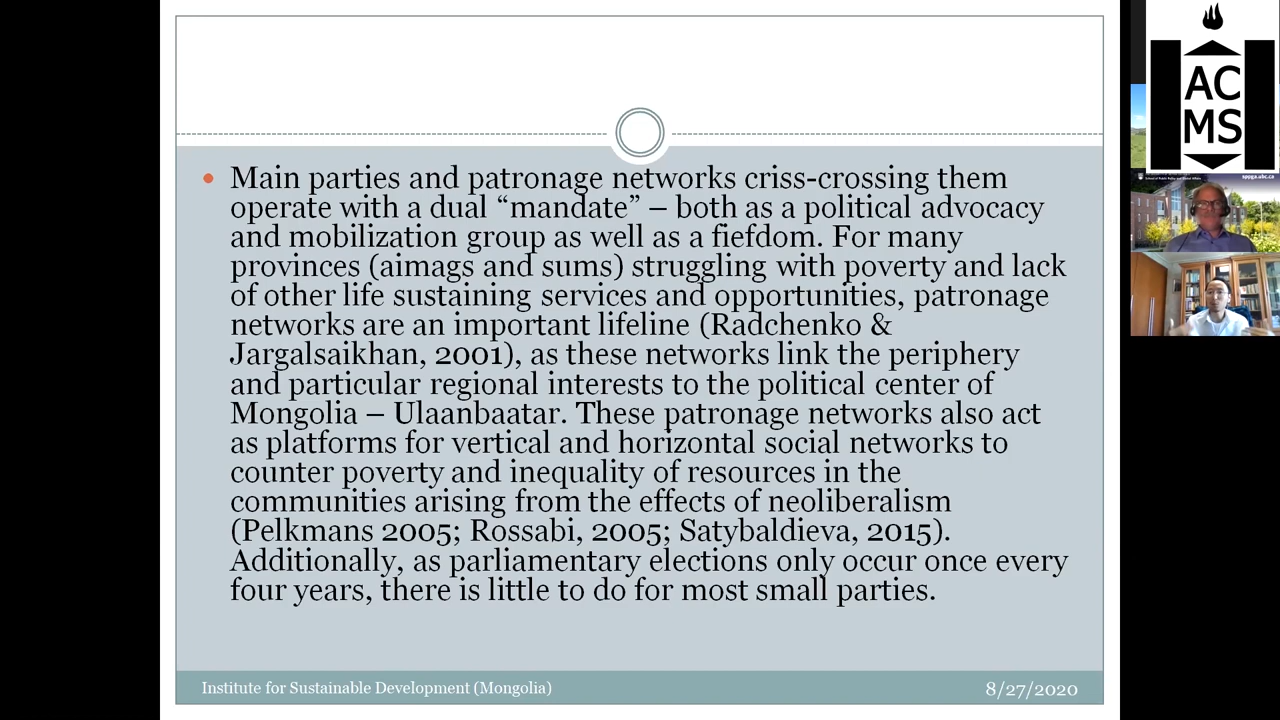 Main parties and patronage networks criss-crossing them
operate with a dual “mandate” – both as a political advocacy
and mobilization group as well as a fiefdom. For many
provinces (aimags and sums) struggling with poverty and lack
of other life sustaining services and opportunities, patronage
networks are an important lifeline (Radchenko &
Jargalsaikhan, 2001), as these networks link the periphery
and particular regional interests to the political center of
Mongolia – Ulaanbaatar. These patronage networks also act
as platforms for vertical and horizontal social networks to
counter poverty and inequality of resources in the
communities arising from the effects of neoliberalism
(Pelkmans 2005; Rossabi, 2005; Satybaldieva, 2015).
Additionally, as parliamentary elections only occur once every
four years, there is little to do for most small parties.
Institute for Sustainable Development (Mongolia)
8/27/2020
AC
MS
sppga.ubc.ca